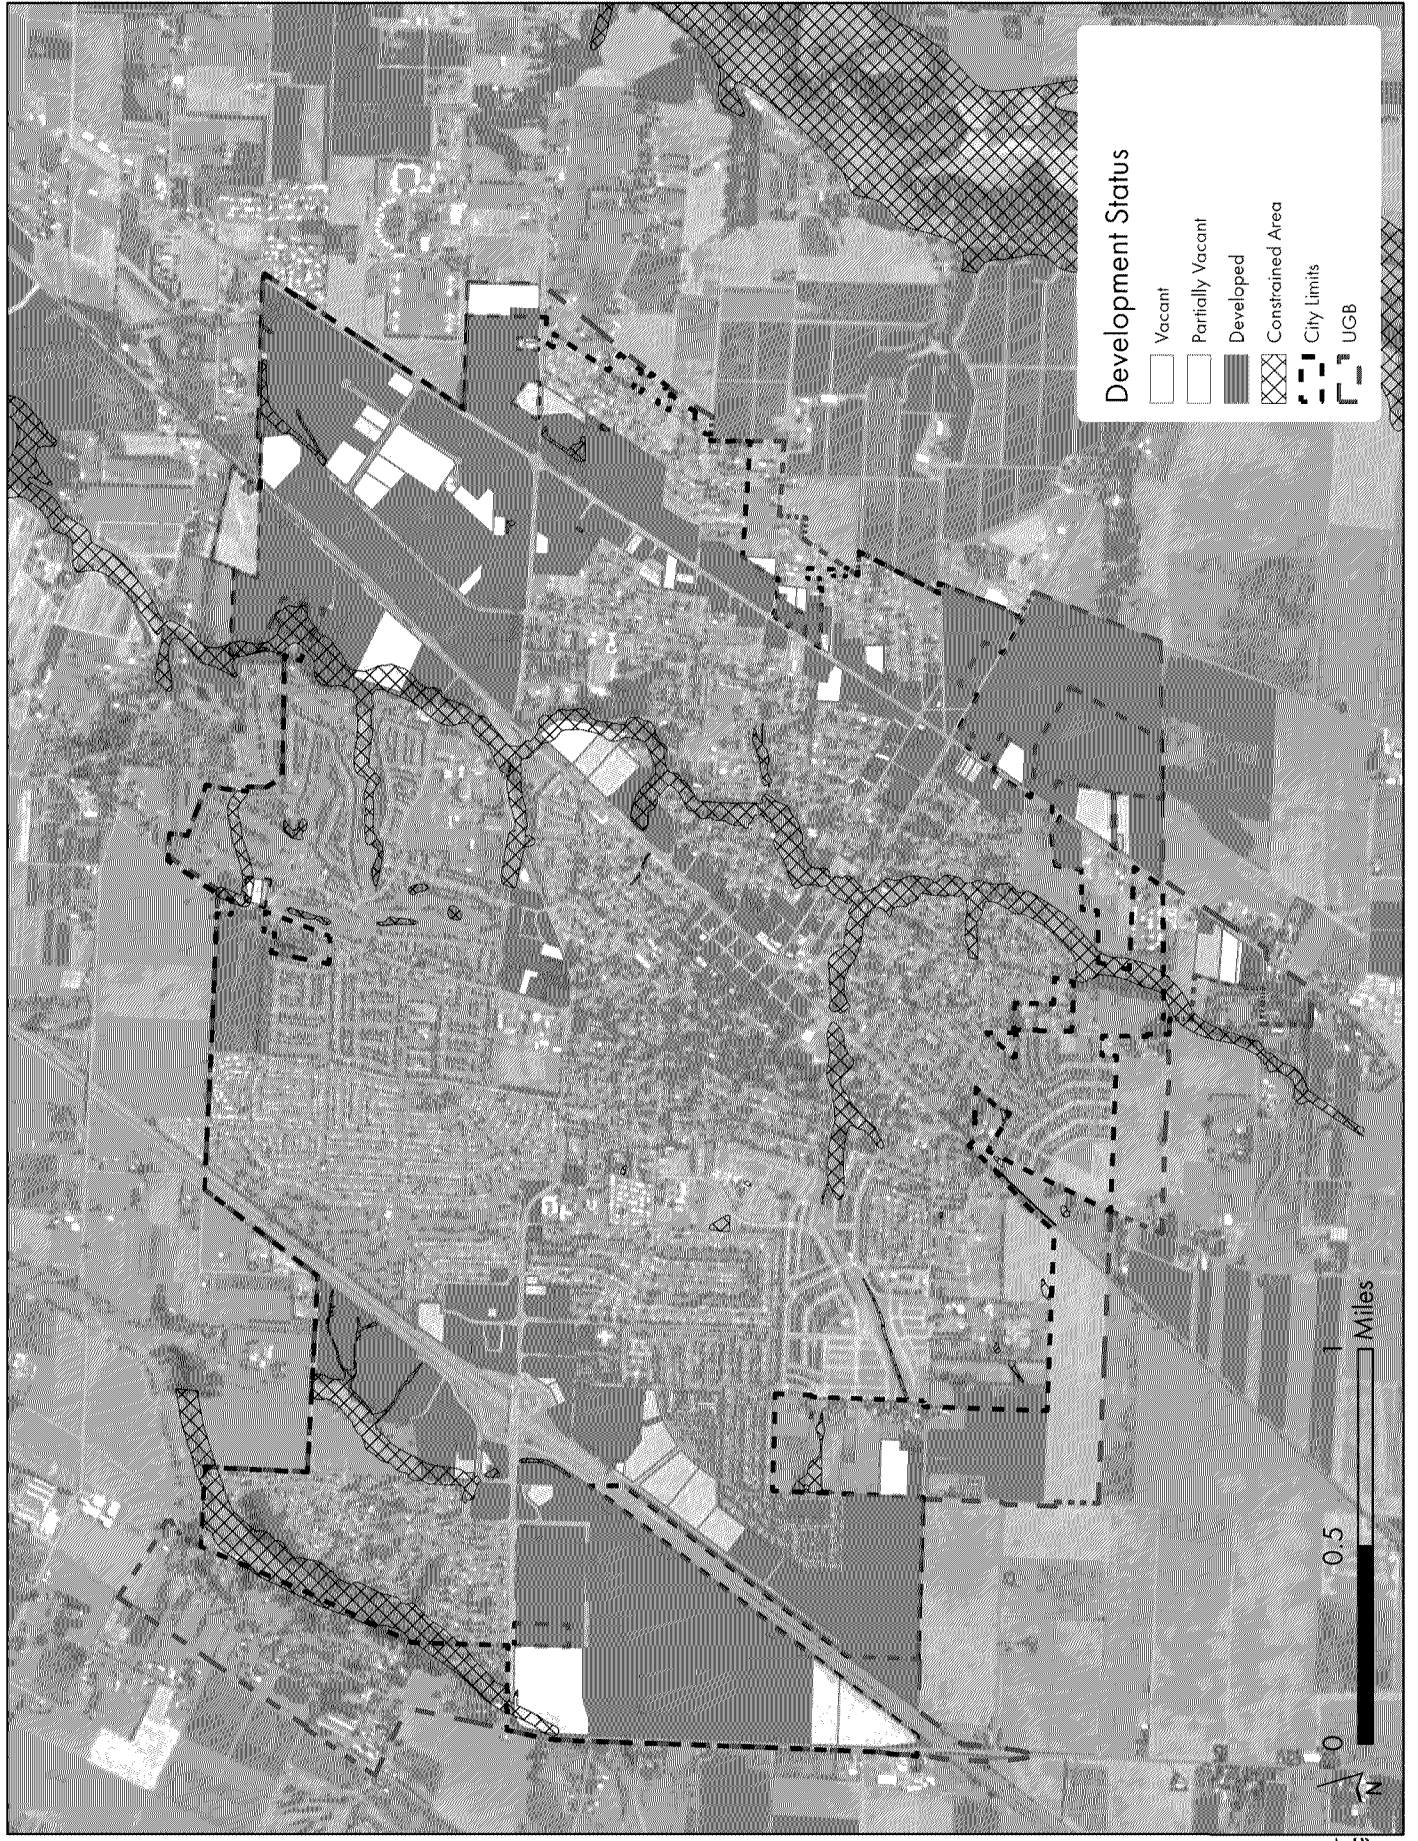 Development Status
Vacant
Partially Vacant
Developed
Constrained Area
City Limits
UGB
0 0.5 1 Miles
N